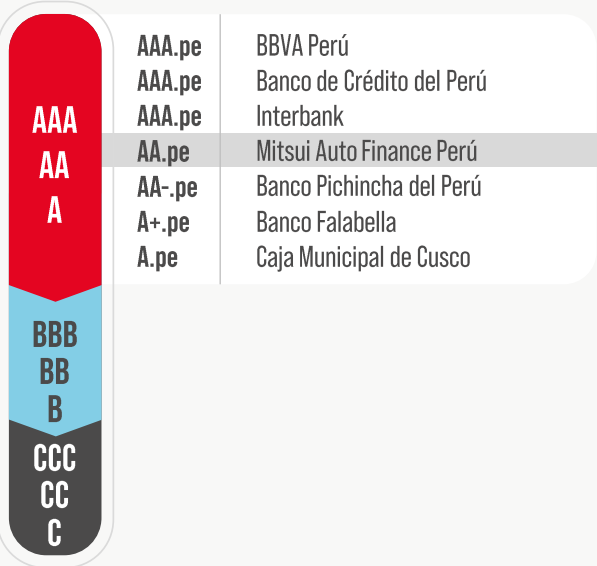 AAA
AA
A
BBB
BB
B
CCC
CC
C
AAA.pe BBVA Perú
AAA.pe Banco de Crédito del Perú
AAA.pe Interbank
AA.pe Mitsui Auto Finance Perú
AA-.pe Banco Pichincha del Perú
A+.pe Banco Falabella
A.pe Caja Municipal de Cusco